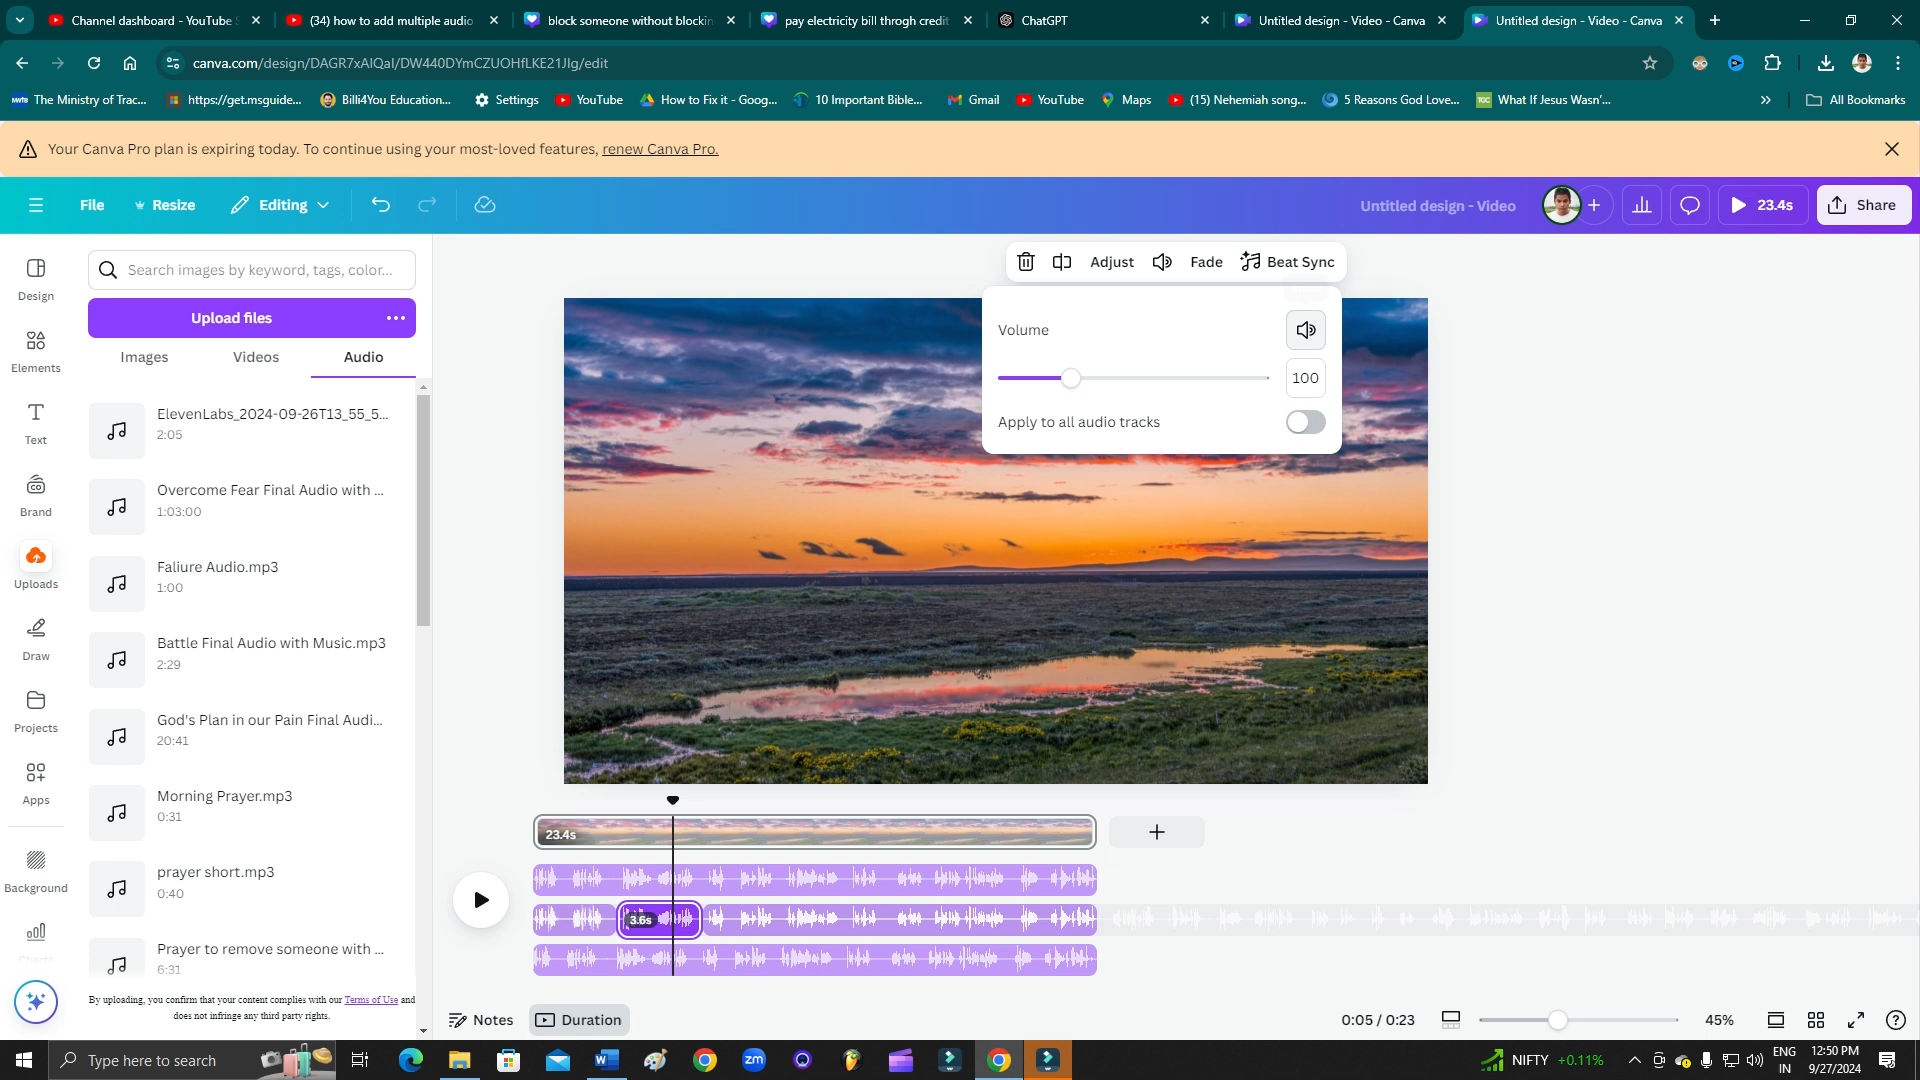 Channel dashboard - YouTube S
(34) how to add multiple audio
block someone without blockin
pay electricity bill throgh credit
ChatGPT
Untitled design - Video - Canva
Untitled design - Video - Canva
canva.com/design/DAGR7xAIQaI/DW440DYmCZUOHfLKE21JIg/edit
The Ministry of Trac...
https://get.msguide...
Billi4You Education...
Settings
YouTube
How to Fix it - Goog...
10 Important Bible...
Gmail
YouTube
Maps
(15) Nehemiah song...
5 Reasons God Love...
What If Jesus Wasn'...
All Bookmarks
Your Canva Pro plan is expiring today. To continue using your most-loved features, renew Canva Pro.
File
Resize
Editing
Untitled design - Video
23.4s
Share
Design
Elements
Text
Brand
Uploads
Draw
Projects
Apps
Background
Charts
Search images by keyword, tags, color...
Upload files
Images
Videos
Audio
ElevenLabs_2024-09-26T13_55_5...
2:05
Overcome Fear Final Audio with ...
1:03:00
Faliure Audio.mp3
1:00
Battle Final Audio with Music.mp3
2:29
God's Plan in our Pain Final Audi...
20:41
Morning Prayer.mp3
0:31
prayer short.mp3
0:40
Prayer to remove someone with ...
6:31
By uploading, you confirm that your content complies with our Terms of Use and
does not infringe any third party rights.
Adjust
Fade
Beat Sync
Volume
100
Apply to all audio tracks
23.4s
3.6s
Notes
Duration
0:05 / 0:23
45%
Type here to search
NIFTY +0.11%
ENG
IN
12:50 PM
9/27/2024